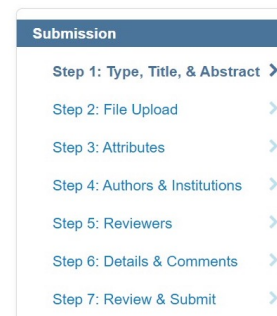 Submission
Step 1: Type, Title, & Abstract
Step 2: File Upload
Step 3: Attributes
Step 4: Authors & Institutions
Step 5: Reviewers
Step 6: Details & Comments
Step 7: Review & Submit